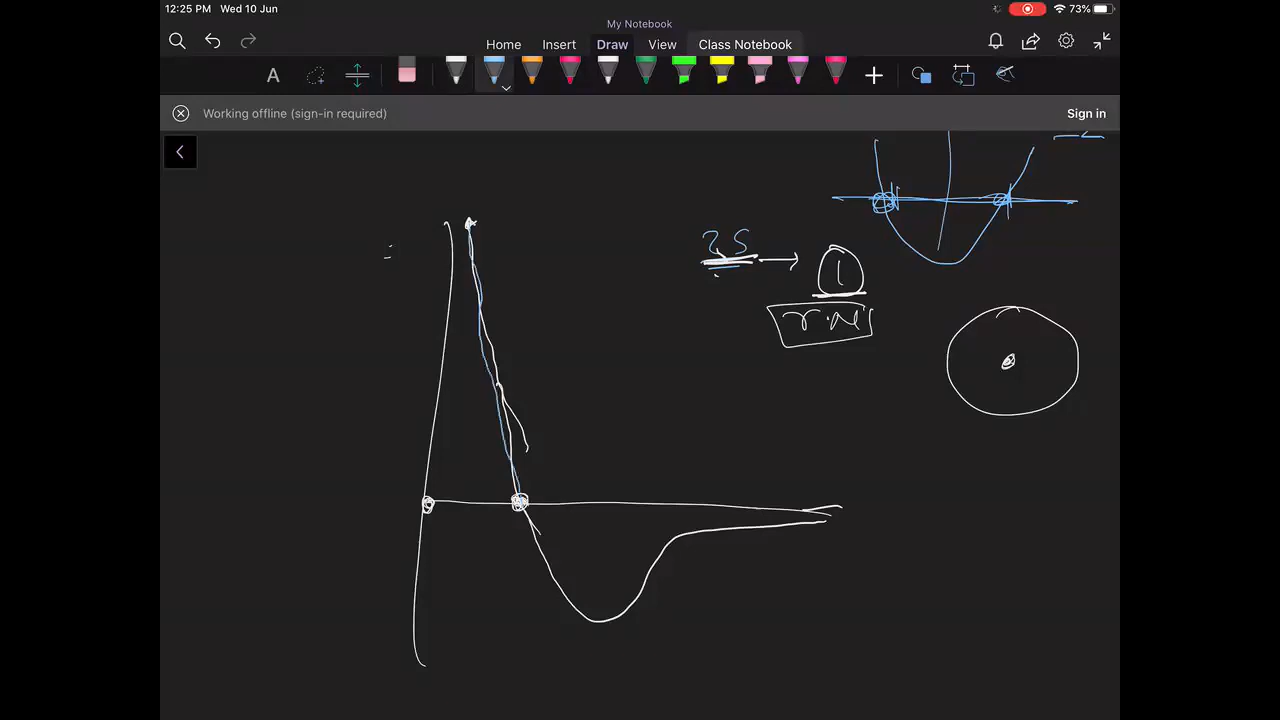 12:25 PM Wed 10 Jun
73%
My Notebook
Home Insert Draw View Class Notebook
A
Working offline (sign-in required)
Sign in
2S → 1